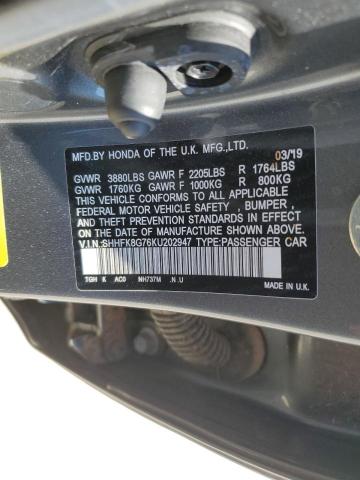 MFD.BY HONDA OF THE U.K. MFG.,LTD.
03/19
GVWR 3880LBS GAWR F 2205LBS R 1764LBS
GVWR 1760KG GAWR F 1000KG R 800KG
THIS VEHICLE CONFORMS TO ALL APPLICABLE
FEDERAL MOTOR VEHICLE SAFETY, BUMPER,
AND THEFT PREVENTION STANDARDS IN EFFECT
ON THE DATE OF MANUFACTURE SHOWN ABOVE.
V.I.N:SHHFK8G76KU202947 TYPE:PASSENGER CAR
TGH K AC0 NH737M .N.U
MADE IN U.K.